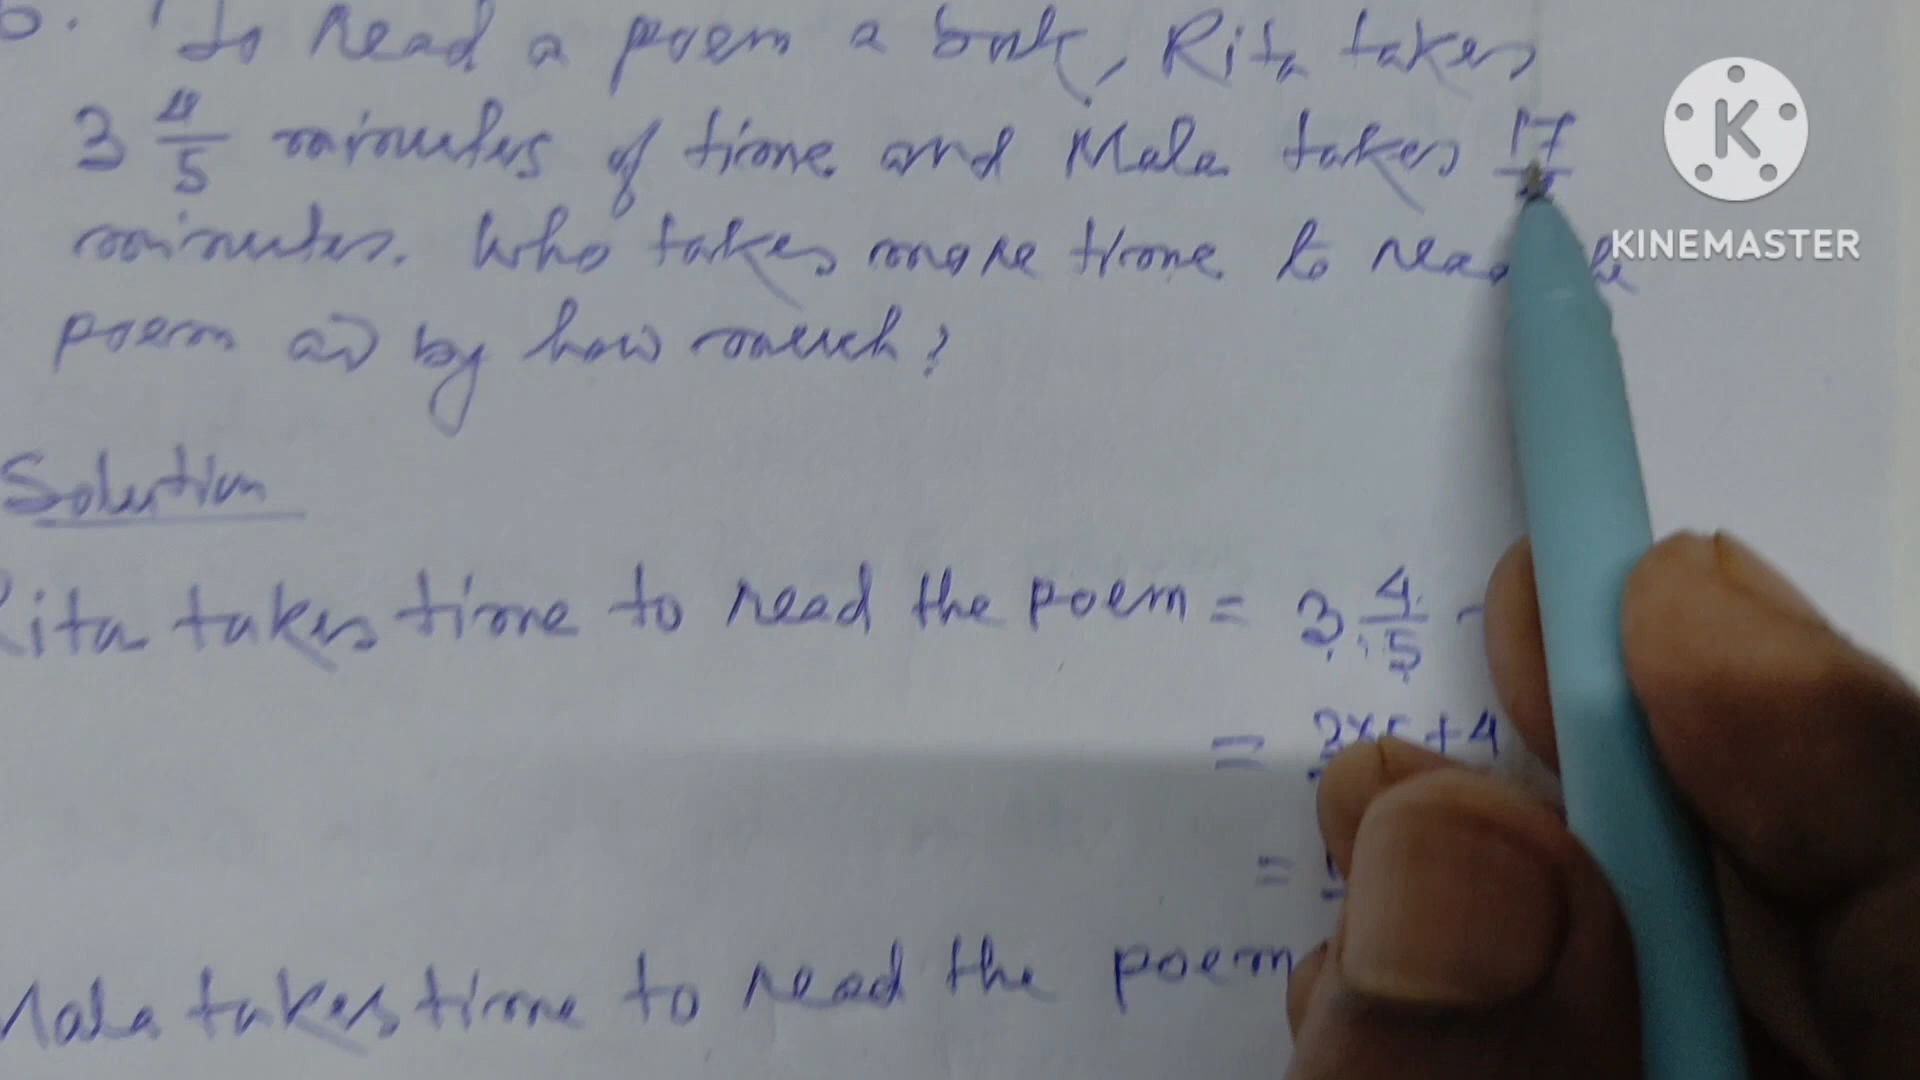 To read a poem a book, Rita takes
3 4/5 minutes of time and Mala takes 17
minutes. Who takes more time to read
poem ad by how much?
Solution
Rita takes time to read the poem = 3 4/5
= 3×5+4
=
Mala takes time to read the poem
K
KINEMASTER